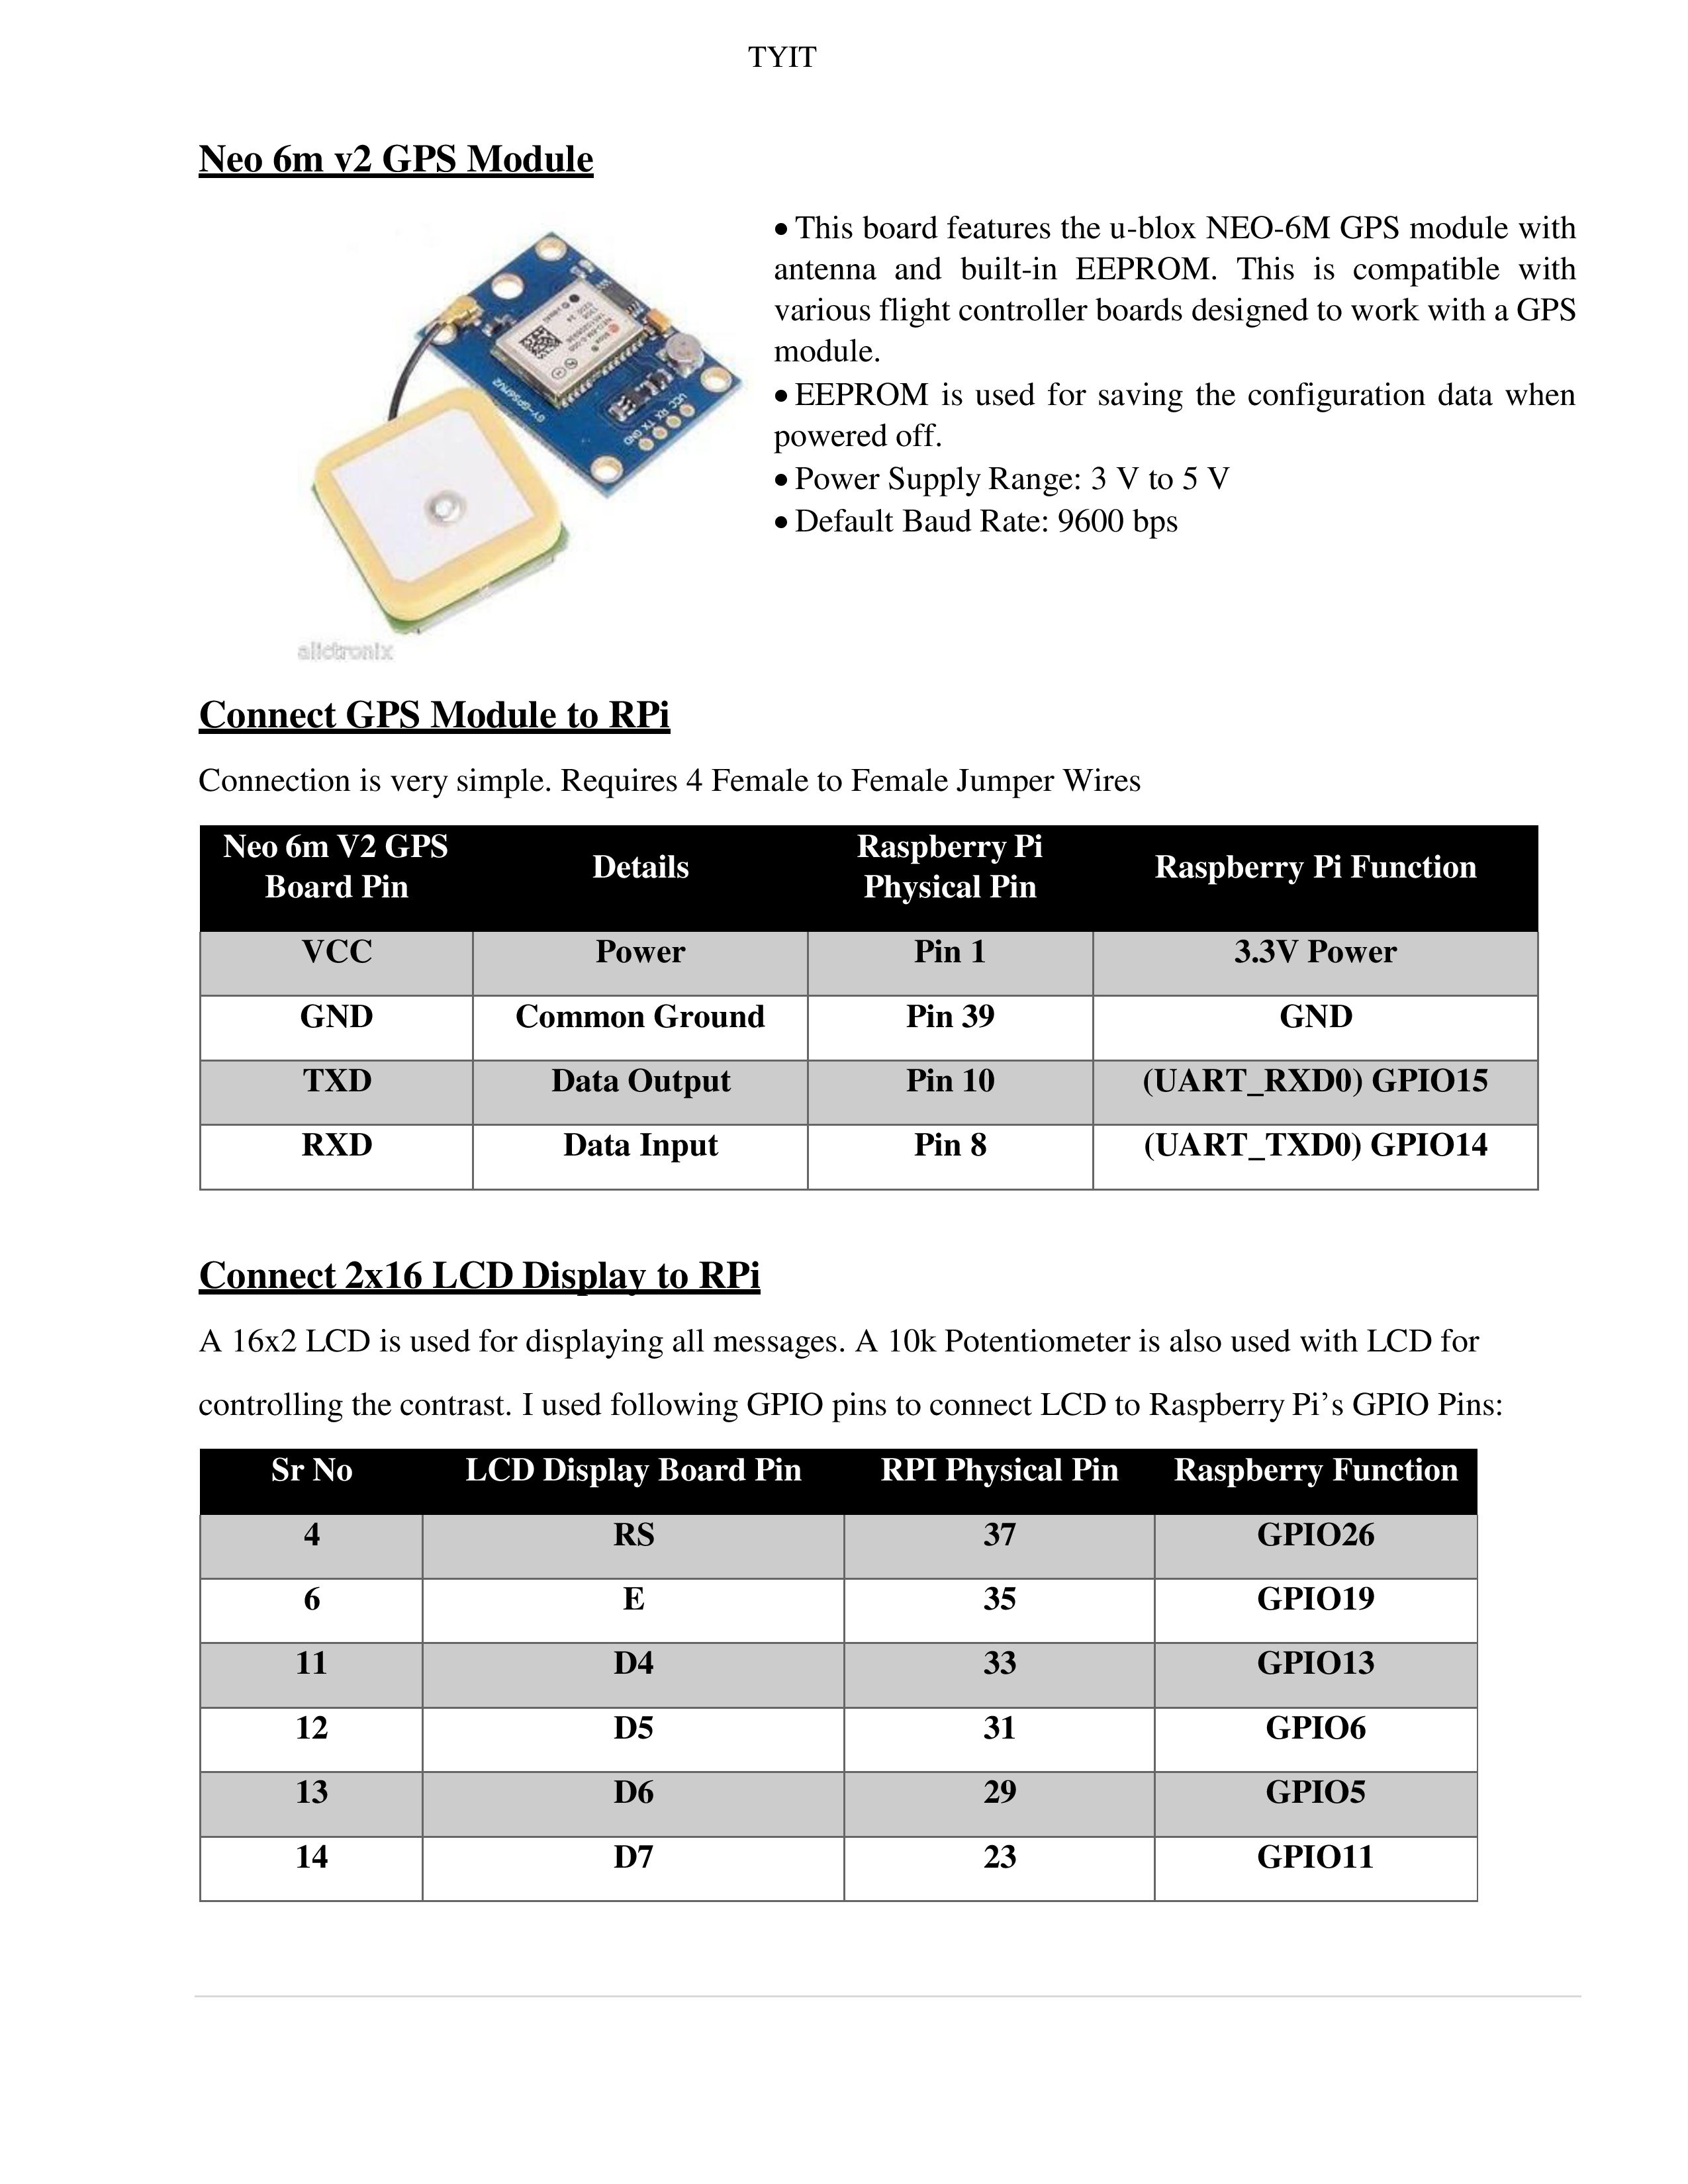 TYIT
Neo 6m v2 GPS Module
• This board features the u-blox NEO-6M GPS module with
antenna and built-in EEPROM. This is compatible with
various flight controller boards designed to work with a GPS
module.
• EEPROM is used for saving the configuration data when
powered off.
• Power Supply Range: 3 V to 5 V
• Default Baud Rate: 9600 bps
VCC RX TX GND
alictronix
Connect GPS Module to RPi
Connection is very simple. Requires 4 Female to Female Jumper Wires
Neo 6m V2 GPS Board Pin Details Raspberry Pi Physical Pin Raspberry Pi Function
VCC Power Pin 1 3.3V Power
GND Common Ground Pin 39 GND
TXD Data Output Pin 10 (UART_RXD0) GPIO15
RXD Data Input Pin 8 (UART_TXD0) GPIO14
Connect 2x16 LCD Display to RPi
A 16x2 LCD is used for displaying all messages. A 10k Potentiometer is also used with LCD for
controlling the contrast. I used following GPIO pins to connect LCD to Raspberry Pi’s GPIO Pins:
Sr No LCD Display Board Pin RPI Physical Pin Raspberry Function
4 RS 37 GPIO26
6 E 35 GPIO19
11 D4 33 GPIO13
12 D5 31 GPIO6
13 D6 29 GPIO5
14 D7 23 GPIO11